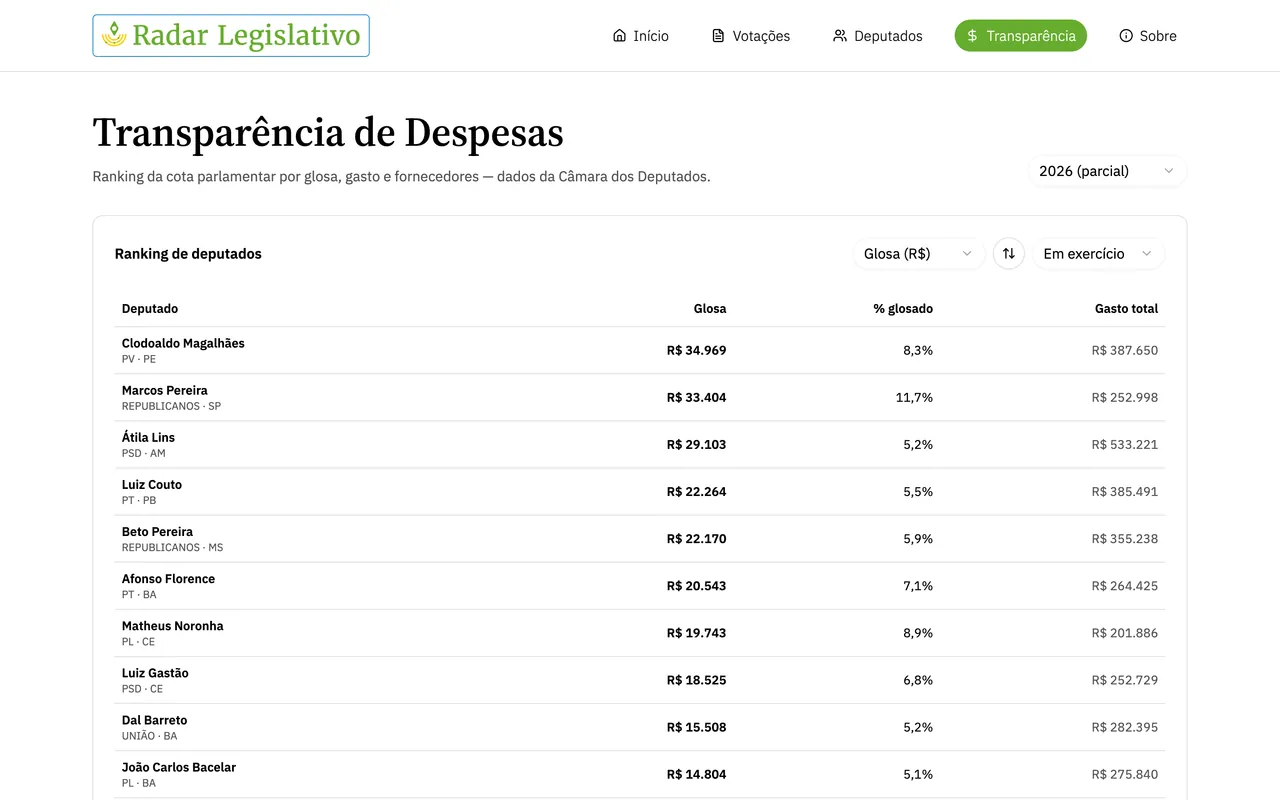 Radar Legislativo
Início Votações Deputados Transparência Sobre
Transparência de Despesas
Ranking da cota parlamentar por glosa, gasto e fornecedores — dados da Câmara dos Deputados.
2026 (parcial)
Ranking de deputados Glosa (R$) Em exercício
Deputado Glosa % glosado Gasto total
Clodoaldo Magalhães
PV · PE
R$ 34.969 8,3% R$ 387.650
Marcos Pereira
REPUBLICANOS · SP
R$ 33.404 11,7% R$ 252.998
Átila Lins
PSD · AM
R$ 29.103 5,2% R$ 533.221
Luiz Couto
PT · PB
R$ 22.264 5,5% R$ 385.491
Beto Pereira
REPUBLICANOS · MS
R$ 22.170 5,9% R$ 355.238
Afonso Florence
PT · BA
R$ 20.543 7,1% R$ 264.425
Matheus Noronha
PL · CE
R$ 19.743 8,9% R$ 201.886
Luiz Gastão
PSD · CE
R$ 18.525 6,8% R$ 252.729
Dal Barreto
UNIÃO · BA
R$ 15.508 5,2% R$ 282.395
João Carlos Bacelar
PL · BA
R$ 14.804 5,1% R$ 275.840